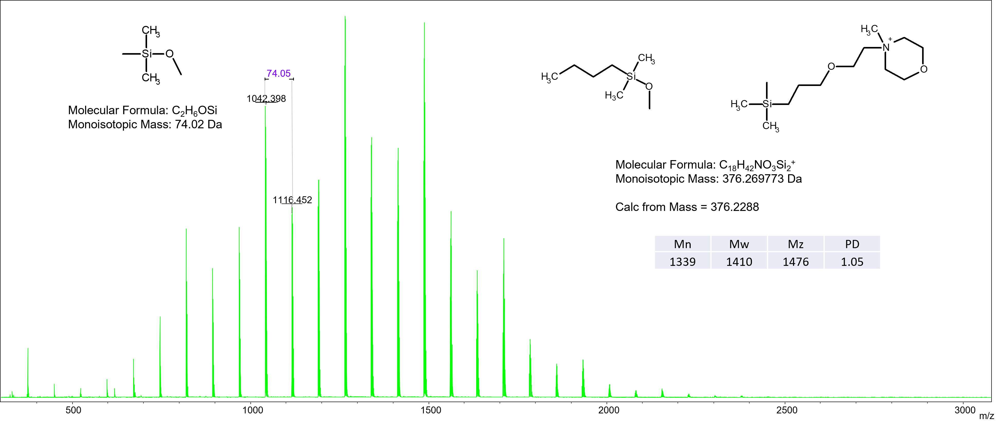 CH3
Si
O
CH3
Molecular Formula: C2H6OSi
Monoisotopic Mass: 74.02 Da
74.05
1042.398
1116.452
H3C
CH3
Si
H3C
O
H3C
N
+
O
O
H3C
Si
CH3
Molecular Formula: C18H42NO3Si2+
Monoisotopic Mass: 376.269773 Da
Calc from Mass = 376.2288
Mn Mw Mz PD
1339 1410 1476 1.05
500 1000 1500 2000 2500 3000
m/z